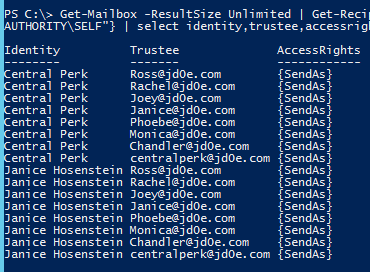 PS C:\> Get-Mailbox -ResultSize Unlimited | Get-Reci
AUTHORITY\SELF"} | select identity,trustee,accessrigh
Identity Trustee AccessRights
-------- ------- ------------
Central Perk Ross@jd0e.com {SendAs}
Central Perk Rachel@jd0e.com {SendAs}
Central Perk Joey@jd0e.com {SendAs}
Central Perk Janice@jd0e.com {SendAs}
Central Perk Phoebe@jd0e.com {SendAs}
Central Perk Monica@jd0e.com {SendAs}
Central Perk Chandler@jd0e.com {SendAs}
Central Perk centralperk@jd0e.com {SendAs}
Janice Hosenstein Ross@jd0e.com {SendAs}
Janice Hosenstein Rachel@jd0e.com {SendAs}
Janice Hosenstein Joey@jd0e.com {SendAs}
Janice Hosenstein Janice@jd0e.com {SendAs}
Janice Hosenstein Phoebe@jd0e.com {SendAs}
Janice Hosenstein Monica@jd0e.com {SendAs}
Janice Hosenstein Chandler@jd0e.com {SendAs}
Janice Hosenstein centralperk@jd0e.com {SendAs}